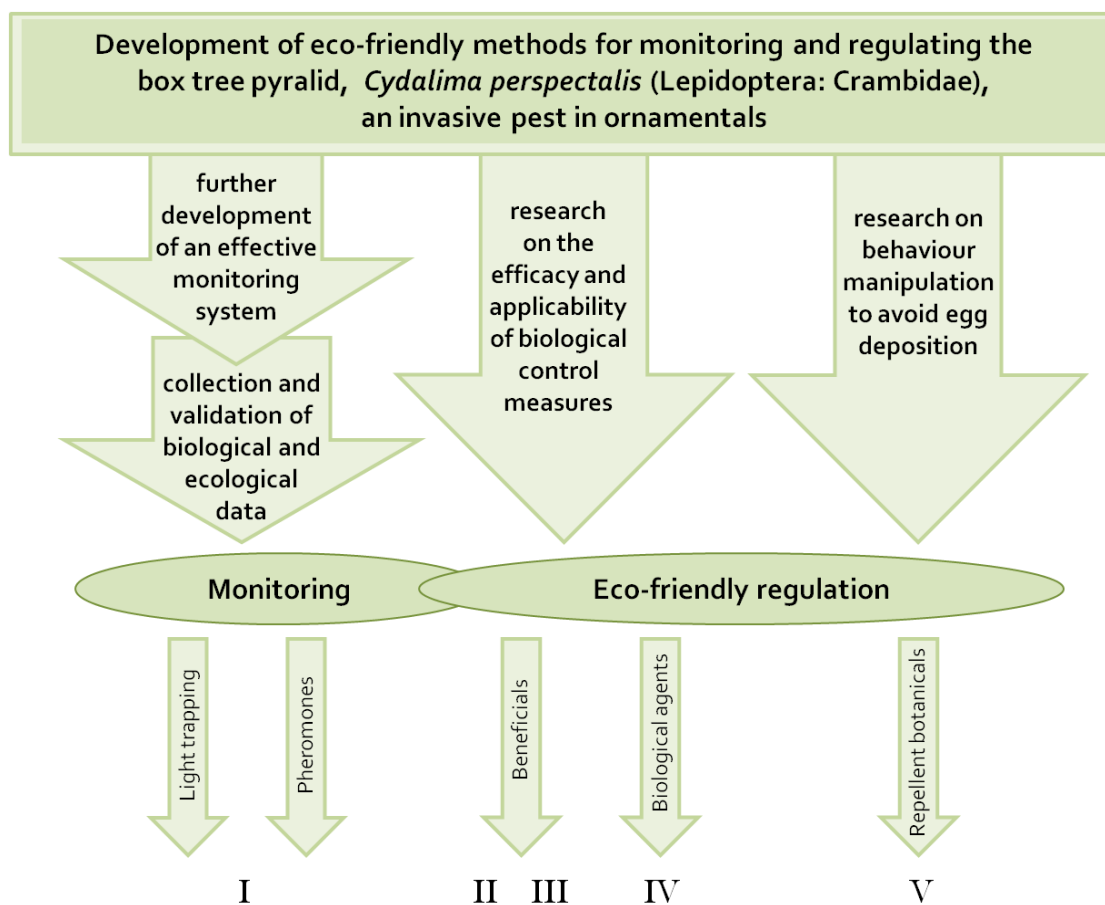 Development of eco-friendly methods for monitoring and regulating the
box tree pyralid, Cydalima perspectalis (Lepidoptera: Crambidae),
an invasive pest in ornamentals
further
development
of an effective
monitoring
system
collection and
validation of
biological and
ecological
data
research
on the
efficacy and
applicability
of biological
control
measures
research on
behaviour
manipulation
to avoid egg
deposition
Monitoring
Eco-friendly regulation
Light trapping
Pheromones
Beneficials
Biological agents
Repellent botanicals
I II III IV V